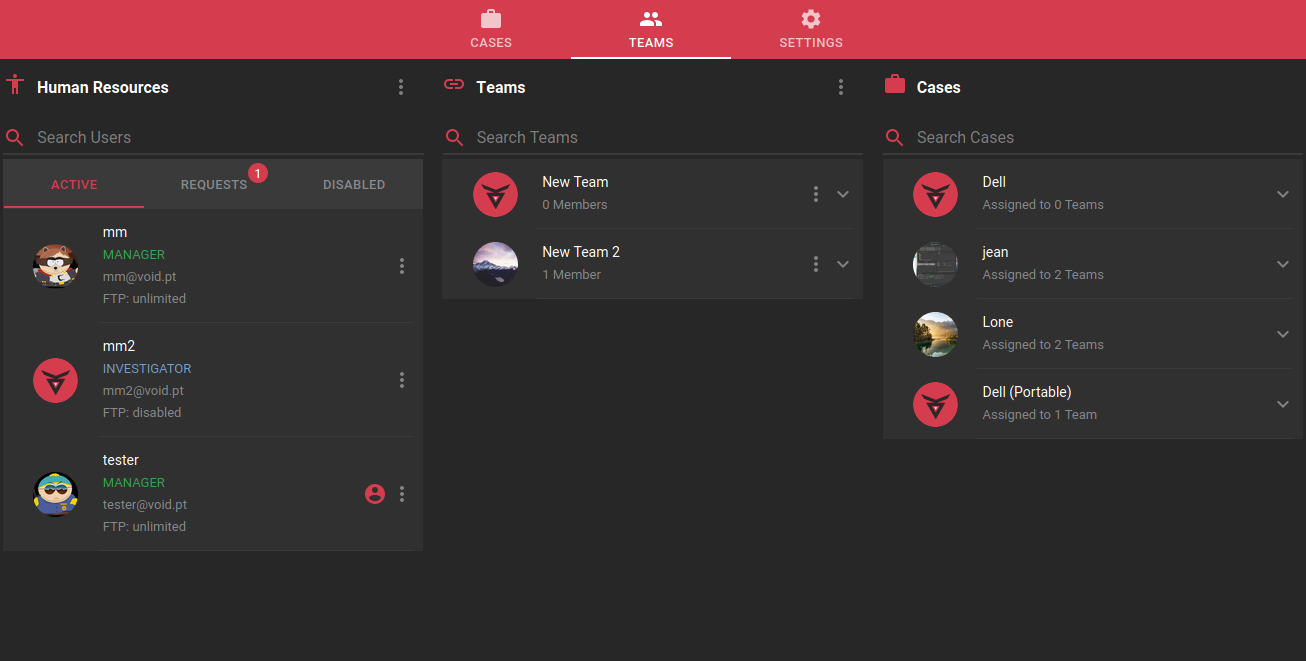 CASES
TEAMS
SETTINGS
Human Resources
Search Users
ACTIVE
REQUESTS
1
DISABLED
mm
MANAGER
mm@void.pt
FTP: unlimited
mm2
INVESTIGATOR
mm2@void.pt
FTP: disabled
tester
MANAGER
tester@void.pt
FTP: unlimited
Teams
Search Teams
New Team
0 Members
New Team 2
1 Member
Cases
Search Cases
Dell
Assigned to 0 Teams
jean
Assigned to 2 Teams
Lone
Assigned to 2 Teams
Dell (Portable)
Assigned to 1 Team